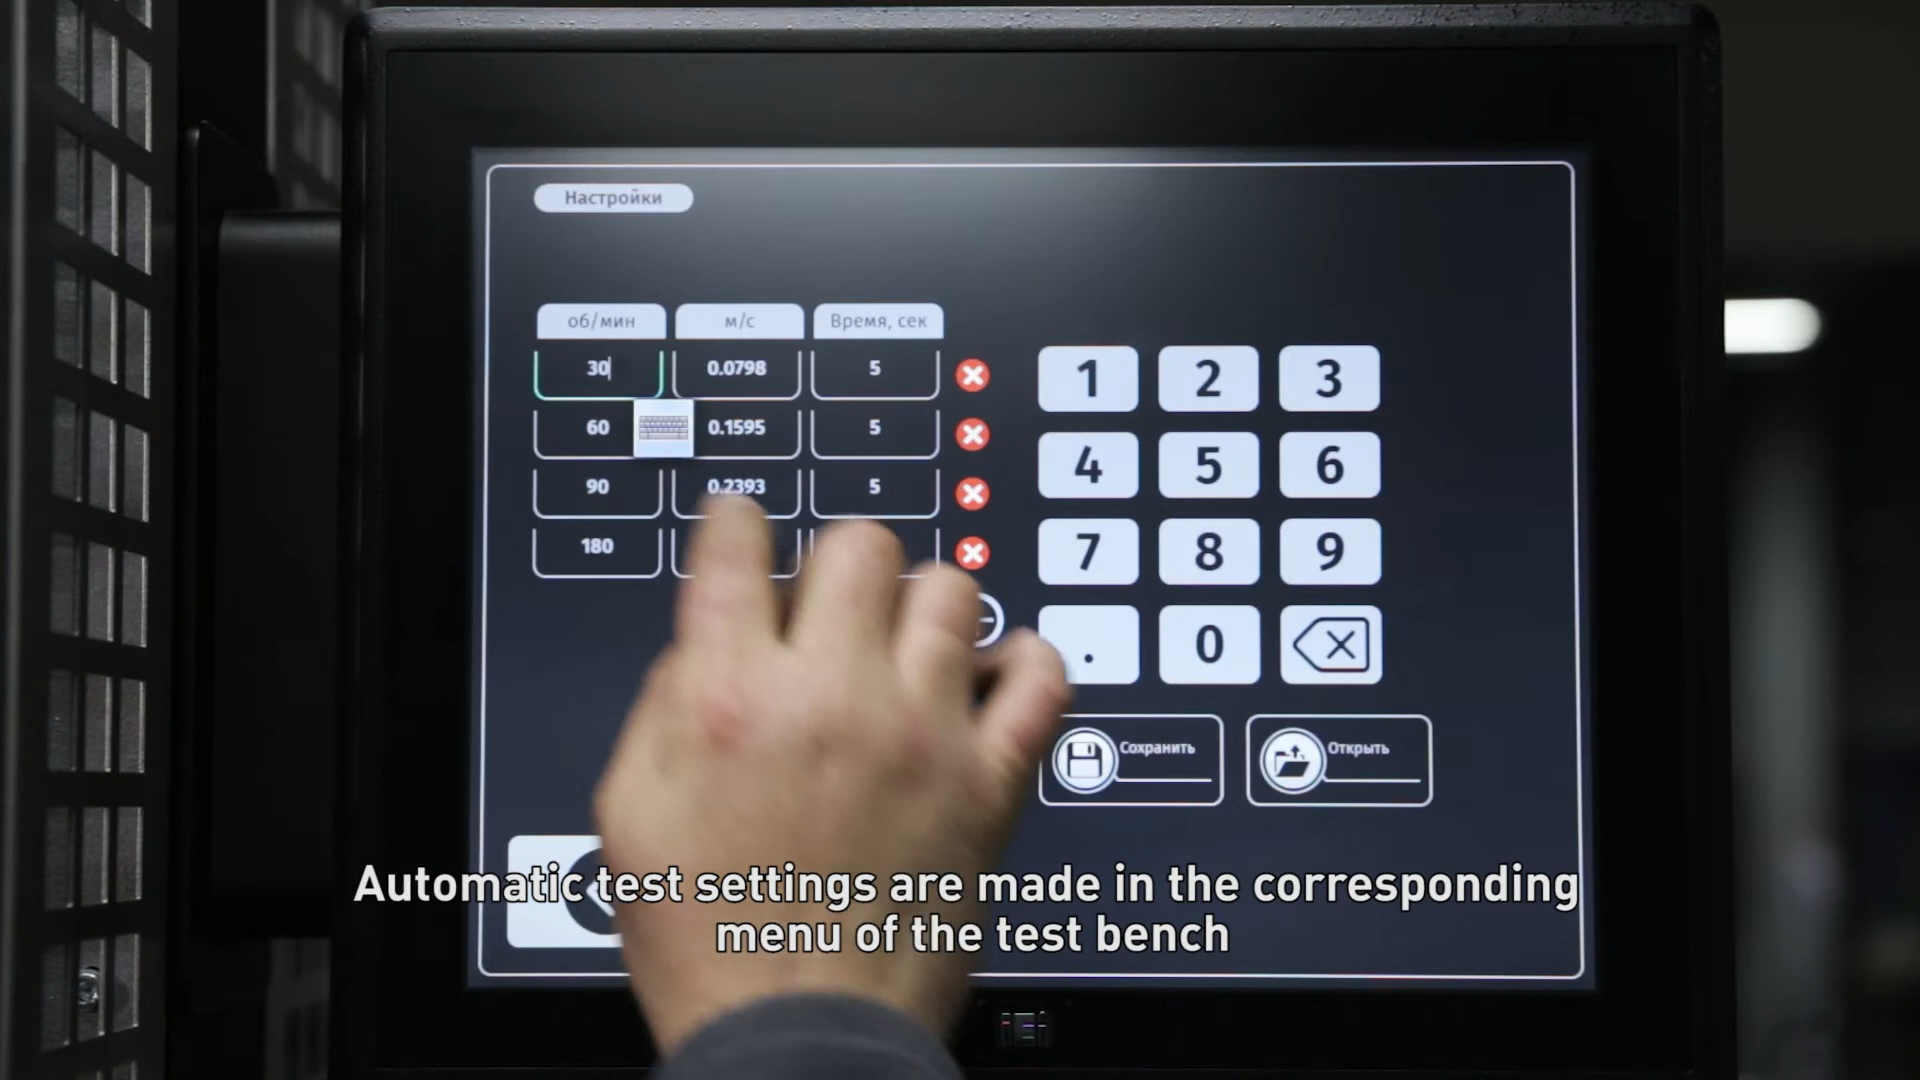 Настройки
об/мин м/с Время, сек
30 0.0798 5
60 0.1595 5
90 0.2393 5
180
1 2 3
4 5 6
7 8 9
. 0
Сохранить Открыть
Automatic test settings are made in the corresponding
menu of the test bench